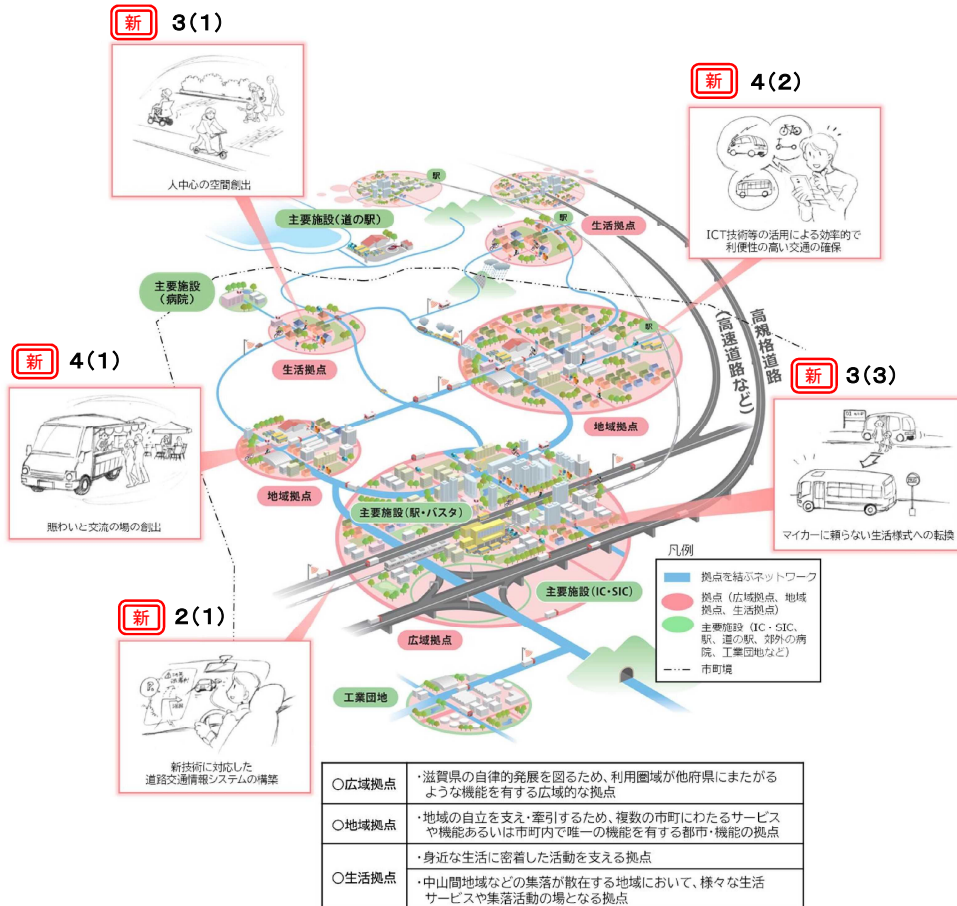 新 3(1)
人中心の空間創出
新 4(2)
ICT技術等の活用による効率的で
利便性の高い交通の確保
駅
主要施設(道の駅)
駅
生活拠点
主要施設
(病院)
生活拠点
駅
地域拠点
高規格道路
(高速道路など)
新 4(1)
賑わいと交流の場の創出
新 3(3)
マイカーに頼らない生活様式への転換
地域拠点
主要施設(駅・バスタ)
主要施設(IC・SIC)
広域拠点
工業団地
新 2(1)
新技術に対応した
道路交通情報システムの構築
凡例
拠点を結ぶネットワーク
拠点(広域拠点、地域
拠点、生活拠点)
主要施設(IC・SIC、
駅、道の駅、郊外の病
院、工業団地など)
市町境
○広域拠点
・滋賀県の自律的発展を図るため、利用圏域が他府県にまたがる
ような機能を有する広域的な拠点
○地域拠点
・地域の自立を支え・牽引するため、複数の市町にわたるサービス
や機能あるいは市町内で唯一の機能を有する都市・機能の拠点
○生活拠点
・身近な生活に密着した活動を支える拠点
・中山間地域などの集落が散在する地域において、様々な生活
サービスや集落活動の場となる拠点